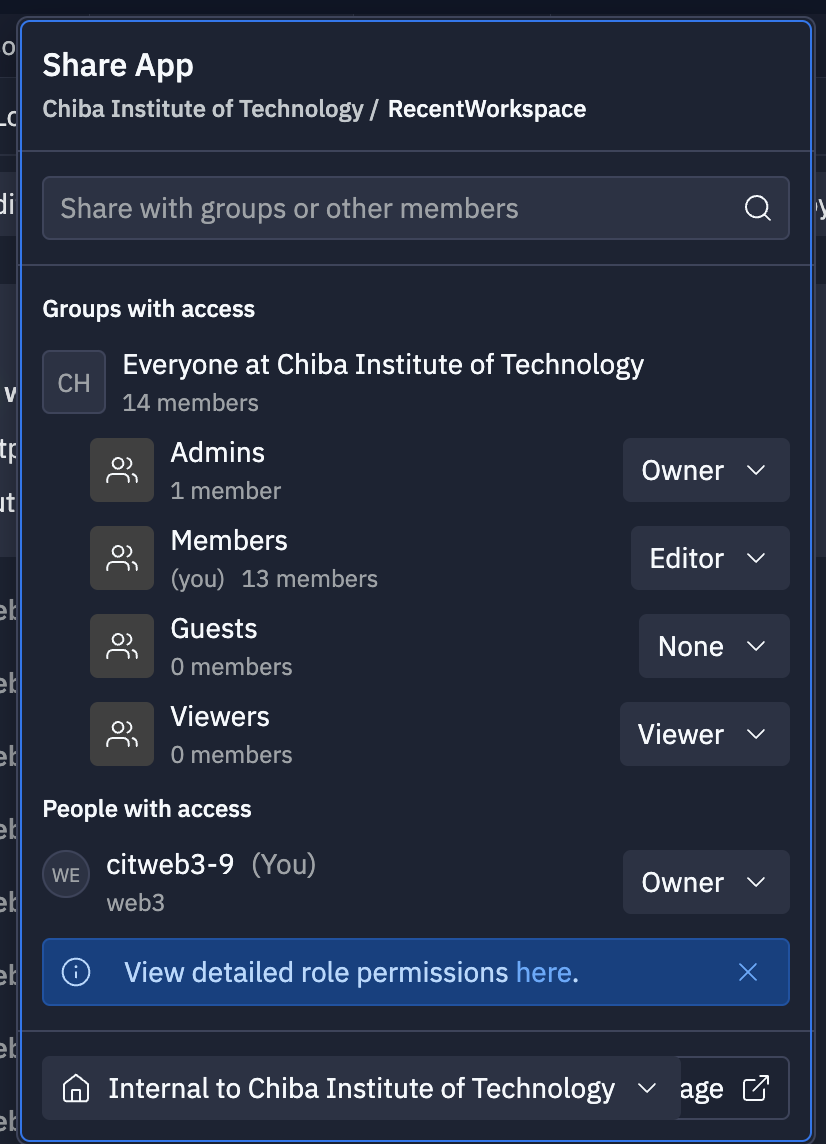 Share App
Chiba Institute of Technology / RecentWorkspace
Share with groups or other members
Groups with access
CH
Everyone at Chiba Institute of Technology
14 members
Admins
1 member
Owner
Members
(you) 13 members
Editor
Guests
0 members
None
Viewers
0 members
Viewer
People with access
WE
citweb3-9 (You)
web3
Owner
View detailed role permissions here.
Internal to Chiba Institute of Technology
age